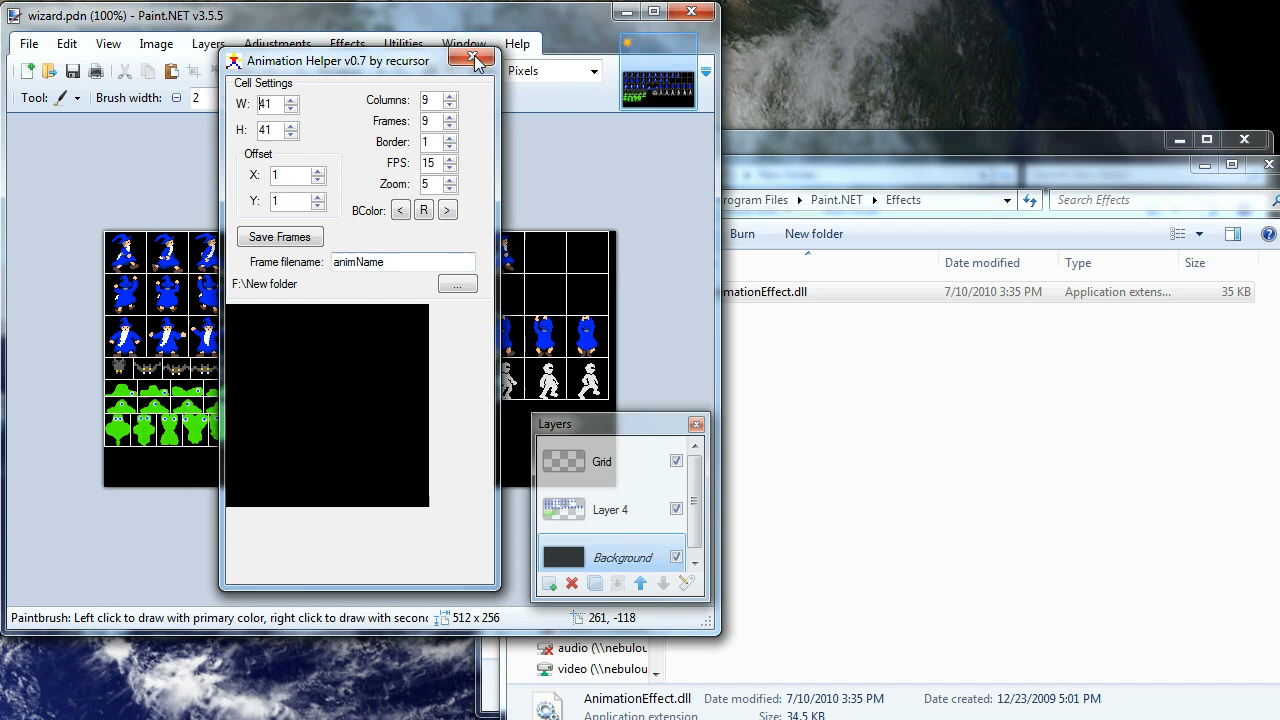 wizard.pdn (100%) - Paint.NET v3.5.5
File Edit View Image Layers Adjustments Effects Utilities Window Help
Pixels
Tool: Brush width: 2
Animation Helper v0.7 by recursor
Cell Settings
W: 41
H: 41
Offset
X: 1
Y: 1
Columns: 9
Frames: 9
Border: 1
FPS: 15
Zoom: 5
BColor: < R >
Save Frames
Frame filename: animName
F:\New folder ...
Layers
Grid
Layer 4
Background
Paintbrush: Left click to draw with primary color, right click to draw with second 512 x 256 261, -118
rogram Files Paint.NET Effects Search Effects
Burn New folder
Date modified Type Size
mationEffect.dll 7/10/2010 3:35 PM Application extens... 35 KB
audio (\\nebulou
video (\\nebulou
AnimationEffect.dll Date modified: 7/10/2010 3:35 PM Date created: 12/23/2009 5:01 PM
Application extension Size: 34.5 KB